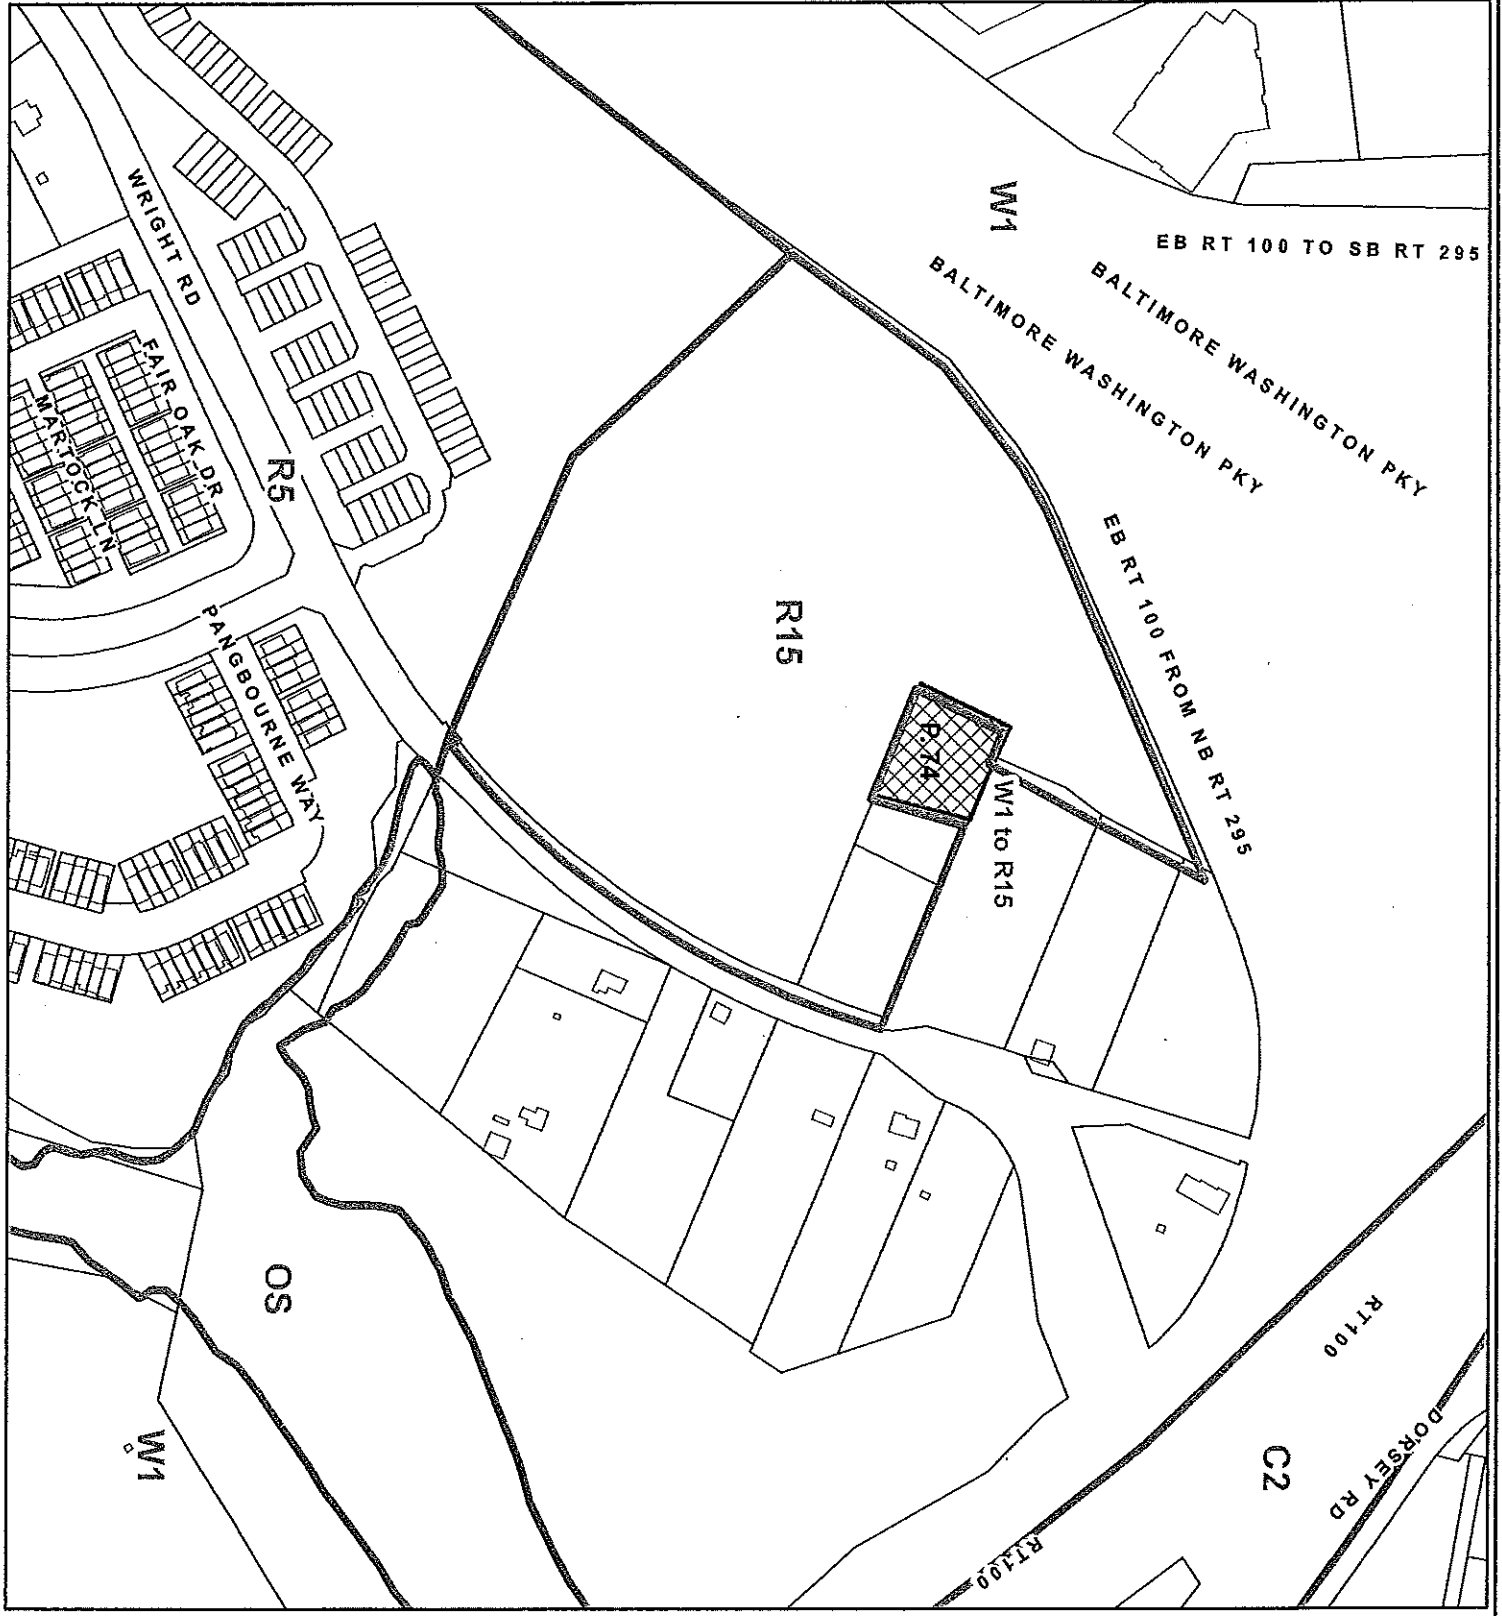 W1
EB RT 100 TO SB RT 295
BALTIMORE WASHINGTON PKY
BALTIMORE WASHINGTON PKY
EB RT 100 FROM NB RT 295
WRIGHT RD
FAIR OAK DR
MARTOCK LN
R5
PANGBOURNE WAY
R15
P. 74
W1 to R15
OS
W1
RT100
DORSEY RD
C2
RT100